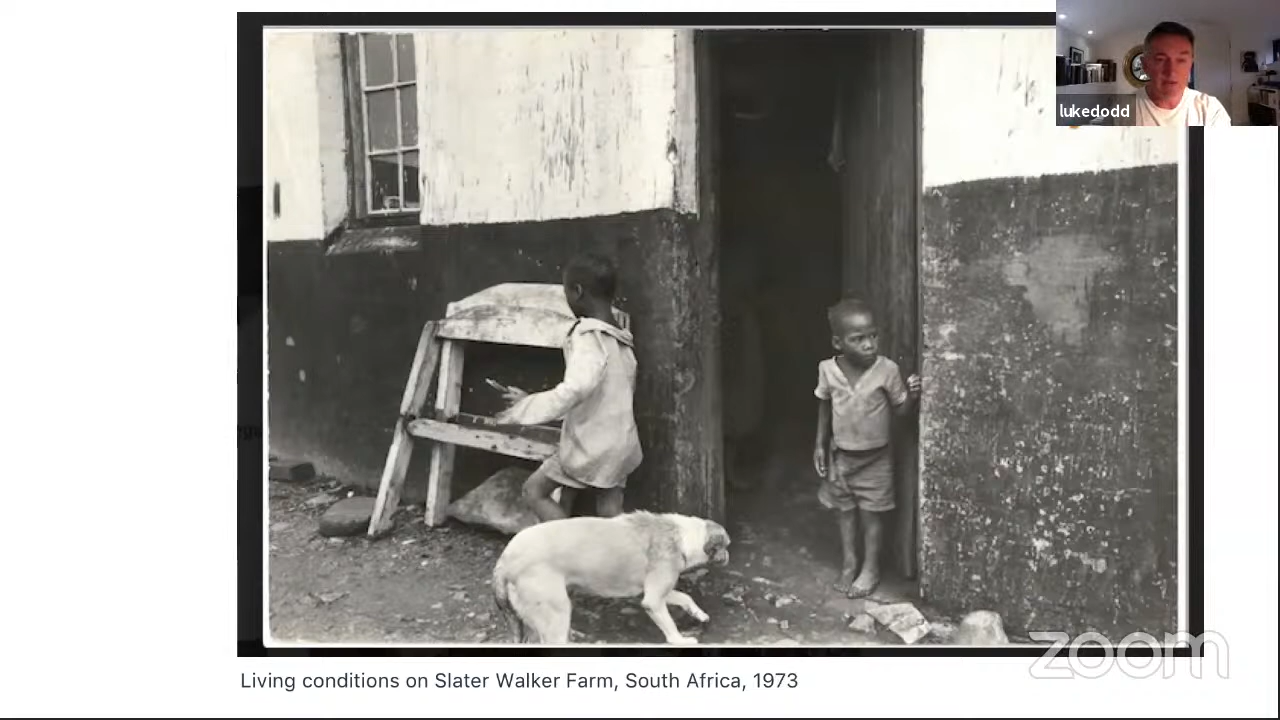 lukedodd
zoom
Living conditions on Slater Walker Farm, South Africa, 1973